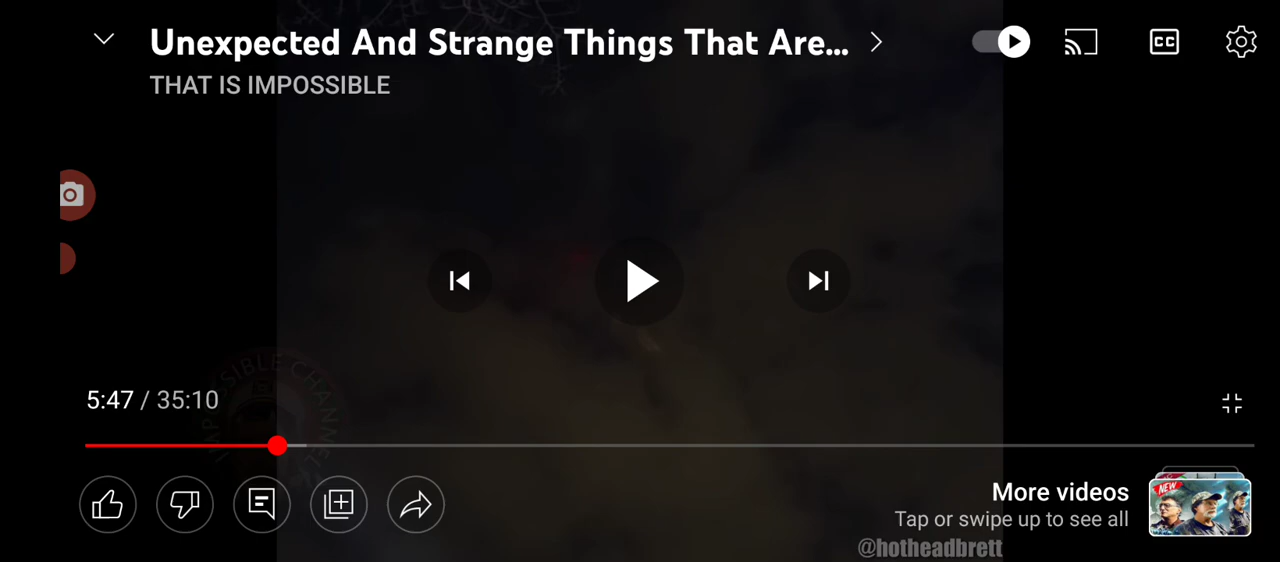 Unexpected And Strange Things That Are...
THAT IS IMPOSSIBLE
CC
5:47 / 35:10
More videos
Tap or swipe up to see all
NEW
@hotheadbrett